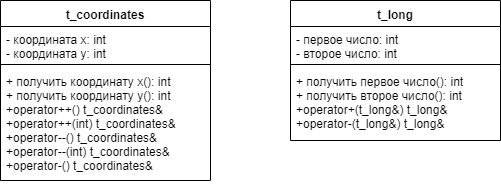 t_coordinates
- координата x: int
- координата y: int
+ получить координату x(): int
+ получить координату y(): int
+operator++() t_coordinates&
+operator++(int) t_coordinates&
+operator--() t_coordinates&
+operator--(int) t_coordinates&
+operator-() t_coordinates&
t_long
- первое число: int
- второе число: int
+ получить первое число(): int
+ получить второе число(): int
+operator+(t_long&) t_long&
+operator-(t_long&) t_long&